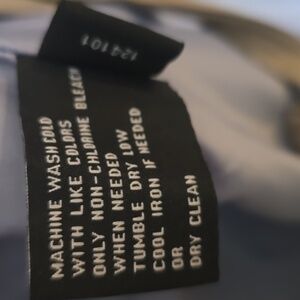 124101
MACHINE WASH COLD
WITH LIKE COLORS
ONLY NON-CHLORINE BLEACH
WHEN NEEDED
TUMBLE DRY LOW
COOL IRON IF NEEDED
OR
DRY CLEAN